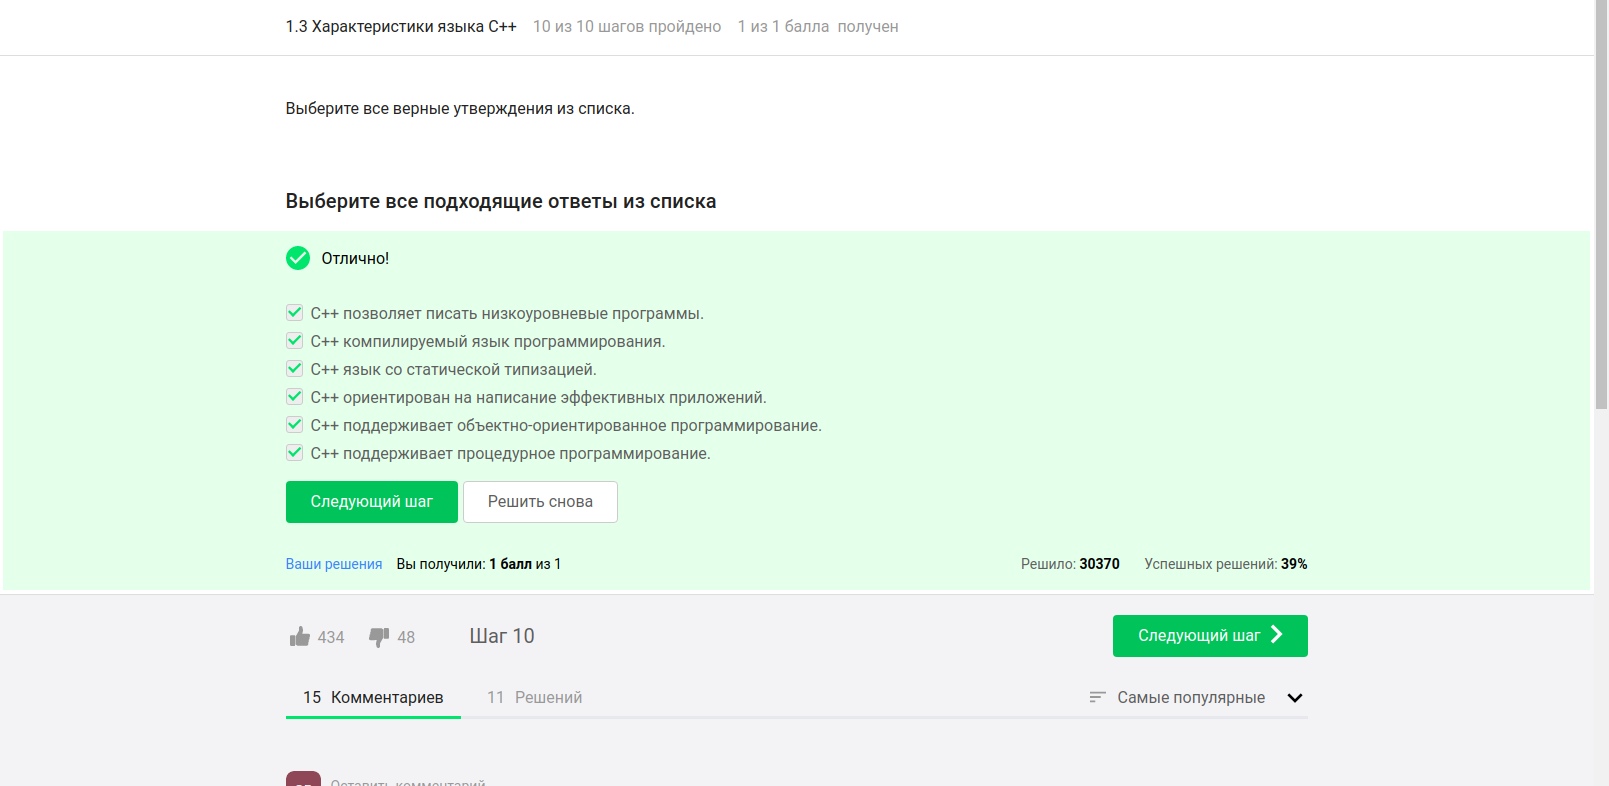 1.3 Характеристики языка C++ 10 из 10 шагов пройдено 1 из 1 балла получен
Выберите все верные утверждения из списка.
Выберите все подходящие ответы из списка
Отлично!
C++ позволяет писать низкоуровневые программы.
C++ компилируемый язык программирования.
C++ язык со статической типизацией.
C++ ориентирован на написание эффективных приложений.
C++ поддерживает объектно-ориентированное программирование.
C++ поддерживает процедурное программирование.
Следующий шаг Решить снова
Ваши решения Вы получили: 1 балл из 1 Решило: 30370 Успешных решений: 39%
434 48 Шаг 10 Следующий шаг
15 Комментариев 11 Решений Самые популярные
Оставить комментарий